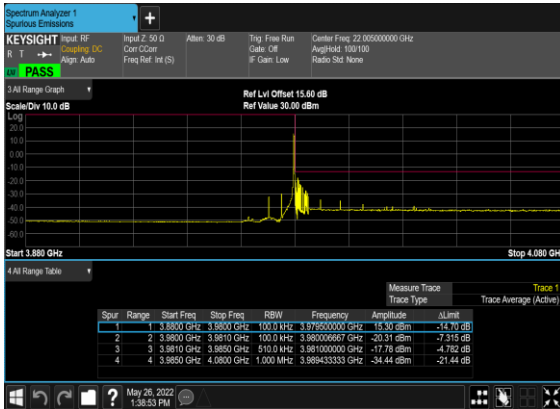 Spectrum Analyzer 1
Spurious Emissions
+
KEYSIGHT Input: RF Input Z: 50 Ω Atten: 30 dB Trig: Free Run Center Freq: 22.005000000 GHz
R T Coupling: DC Corr CCorr Gate: Off Avg|Hold: 100/100
Align: Auto Freq Ref: Int (S) IF Gain: Low Radio Std: None
PASS
3 All Range Graph
Ref Lvl Offset 15.60 dB
Scale/Div 10.0 dB Ref Value 30.00 dBm
Log
20.0
10.0
0.00
-10.0
-20.0
-30.0
-40.0
-50.0
-60.0
Start 3.880 GHz Stop 4.080 GH
4 All Range Table
Measure Trace Trace 1
Trace Type Trace Average (Active)
Spur Range Start Freq Stop Freq RBW Frequency Amplitude ΔLimit
1 1 3.8800 GHz 3.9800 GHz 100.0 kHz 3.979500000 GHz 15.30 dBm -14.70 dB
2 2 3.9800 GHz 3.9810 GHz 100.0 kHz 3.980006667 GHz -20.31 dBm -7.315 dB
3 3 3.9810 GHz 3.9850 GHz 510.0 kHz 3.981000000 GHz -17.78 dBm -4.782 dB
4 4 3.9850 GHz 4.0800 GHz 1.000 MHz 3.989433333 GHz -34.44 dBm -21.44 dB
?
May 26, 2022
1:38:53 PM